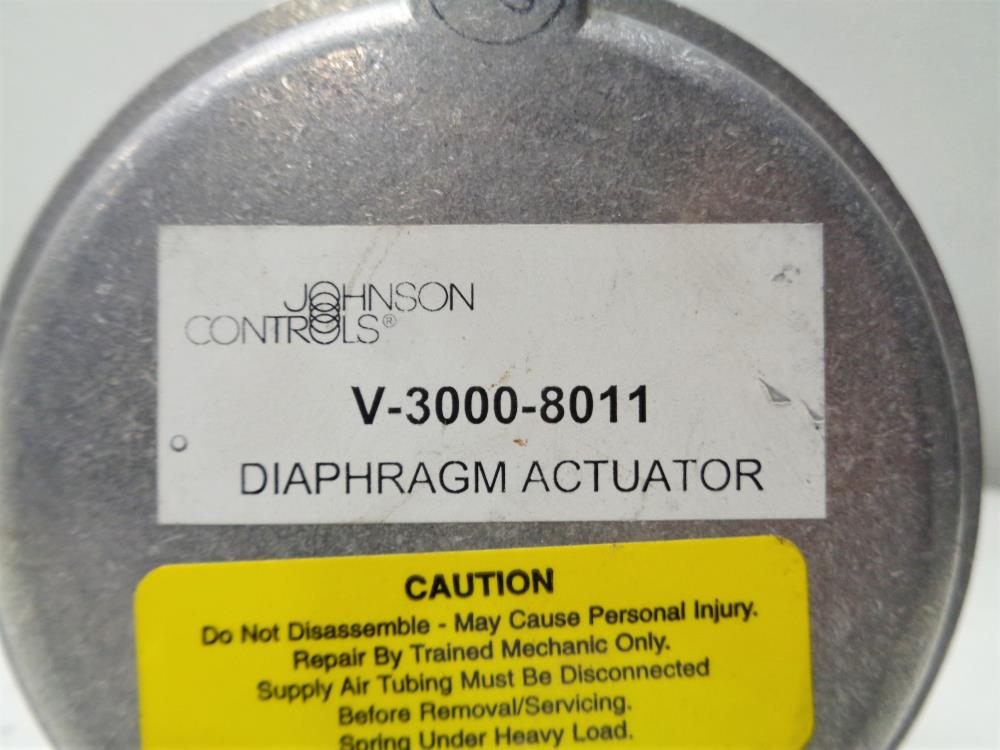 JOHNSON
CONTROLS®
V-3000-8011
DIAPHRAGM ACTUATOR
CAUTION
Do Not Disassemble - May Cause Personal Injury.
Repair By Trained Mechanic Only.
Supply Air Tubing Must Be Disconnected
Before Removal/Servicing.
Spring Under Heavy Load.